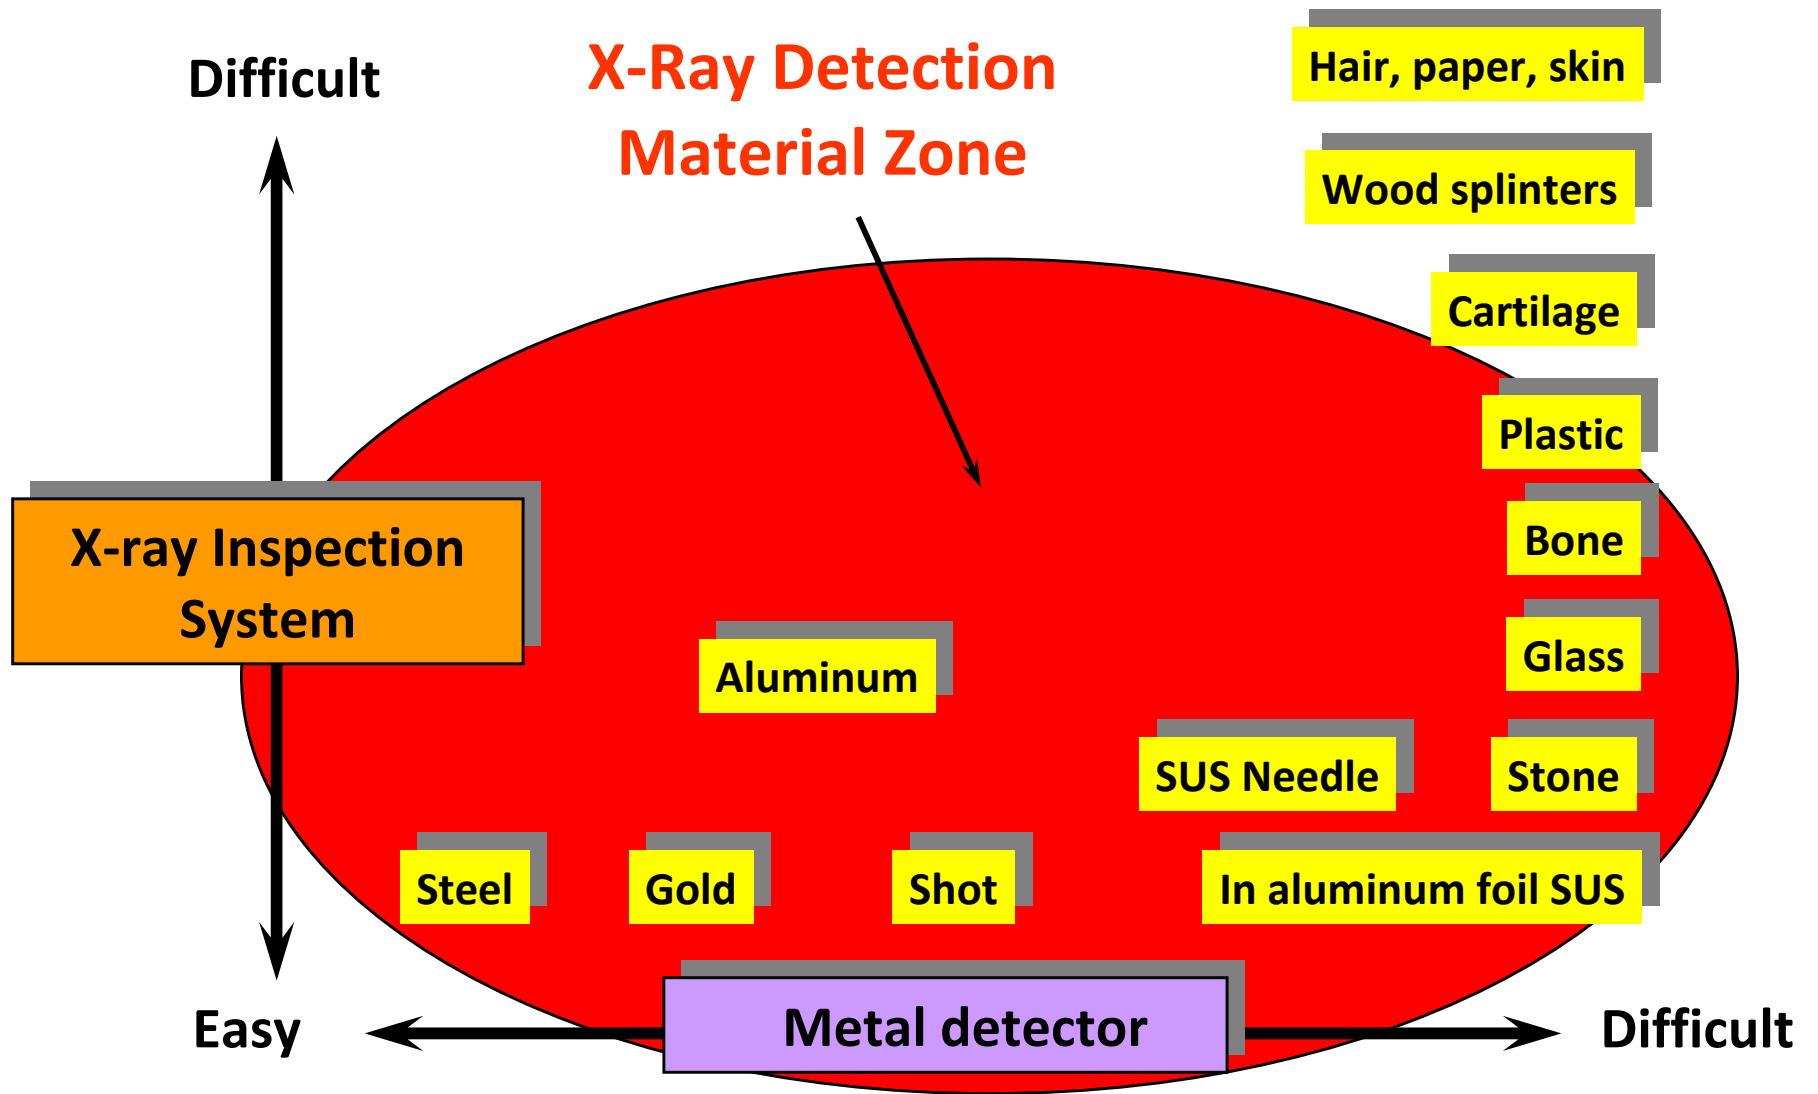 Difficult
X-Ray Detection
Material Zone
Hair, paper, skin
Wood splinters
Cartilage
Plastic
Bone
X-ray Inspection
System
Glass
Aluminum
SUS Needle
Stone
Steel
Gold
Shot
In aluminum foil SUS
Easy
Metal detector
Difficult